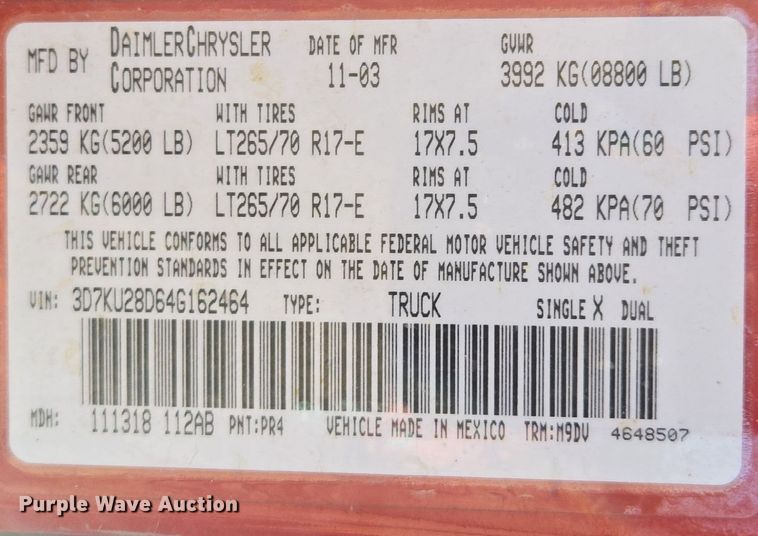 MFD BY DAIMLERCHRYSLER CORPORATION DATE OF MFR 11-03 GVWR 3992 KG(08800 LB)
GAWR FRONT WITH TIRES RIMS AT COLD
2359 KG(5200 LB) LT265/70 R17-E 17X7.5 413 KPA(60 PSI)
GAWR REAR WITH TIRES RIMS AT COLD
2722 KG(6000 LB) LT265/70 R17-E 17X7.5 482 KPA(70 PSI)
THIS VEHICLE CONFORMS TO ALL APPLICABLE FEDERAL MOTOR VEHICLE SAFETY AND THEFT
PREVENTION STANDARDS IN EFFECT ON THE DATE OF MANUFACTURE SHOWN ABOVE.
VIN: 3D7KU28D64G162464 TYPE: TRUCK SINGLE X DUAL
MDH: 111318 112AB PNT:PR4 VEHICLE MADE IN MEXICO TRM:M9DV 4648507
Purple Wave Auction